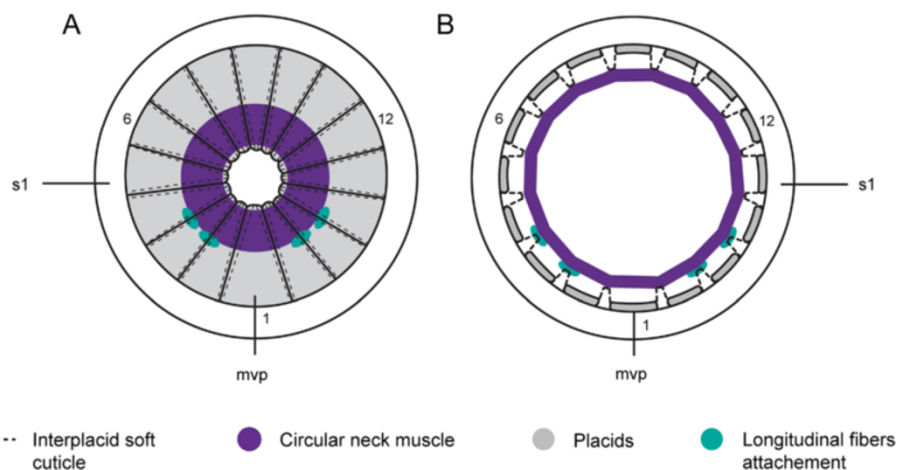 A
B
6
12
6
12
s1
s1
1
1
mvp
mvp
Interplacid soft
cuticle
Circular neck muscle
Placids
Longitudinal fibers
attachement